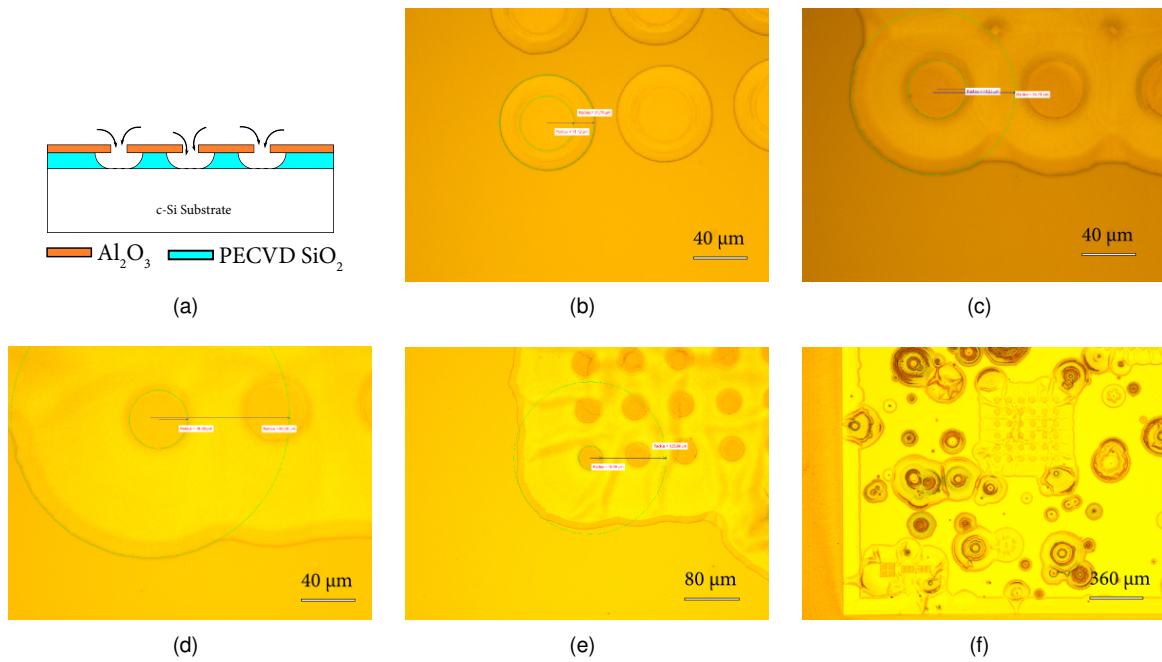 c-Si Substrate
Al₂O₃
PECVD SiO₂
(a)
40 μm
(b)
40 μm
(c)
40 μm
(d)
80 μm
(e)
360 μm
(f)